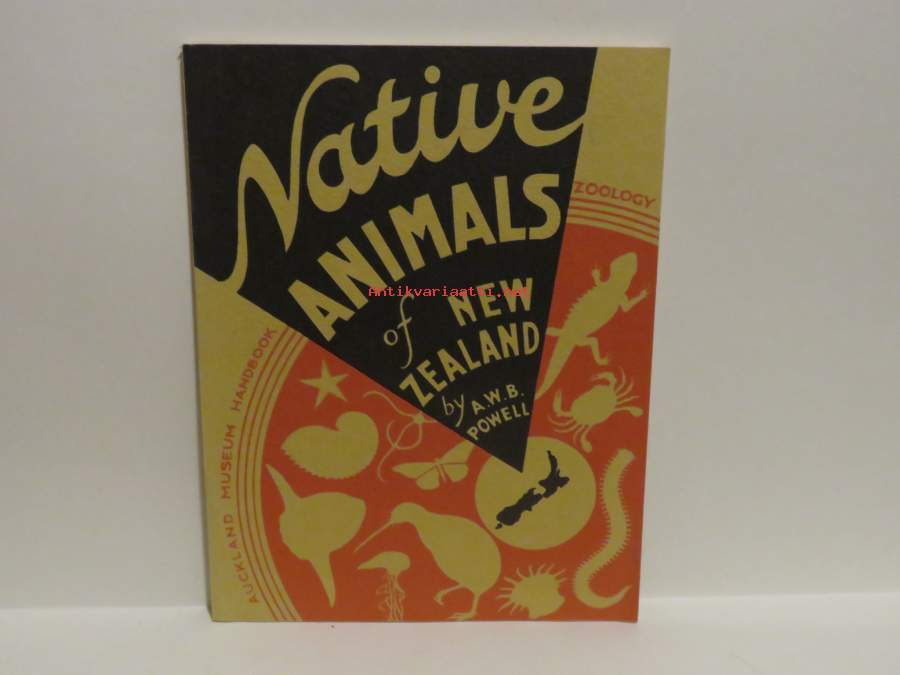 Native
ANIMALS
of NEW
ZEALAND
by A.W.B.
POWELL
ZOOLOGY
AUCKLAND MUSEUM HANDBOOK
Antikvariaatti.net